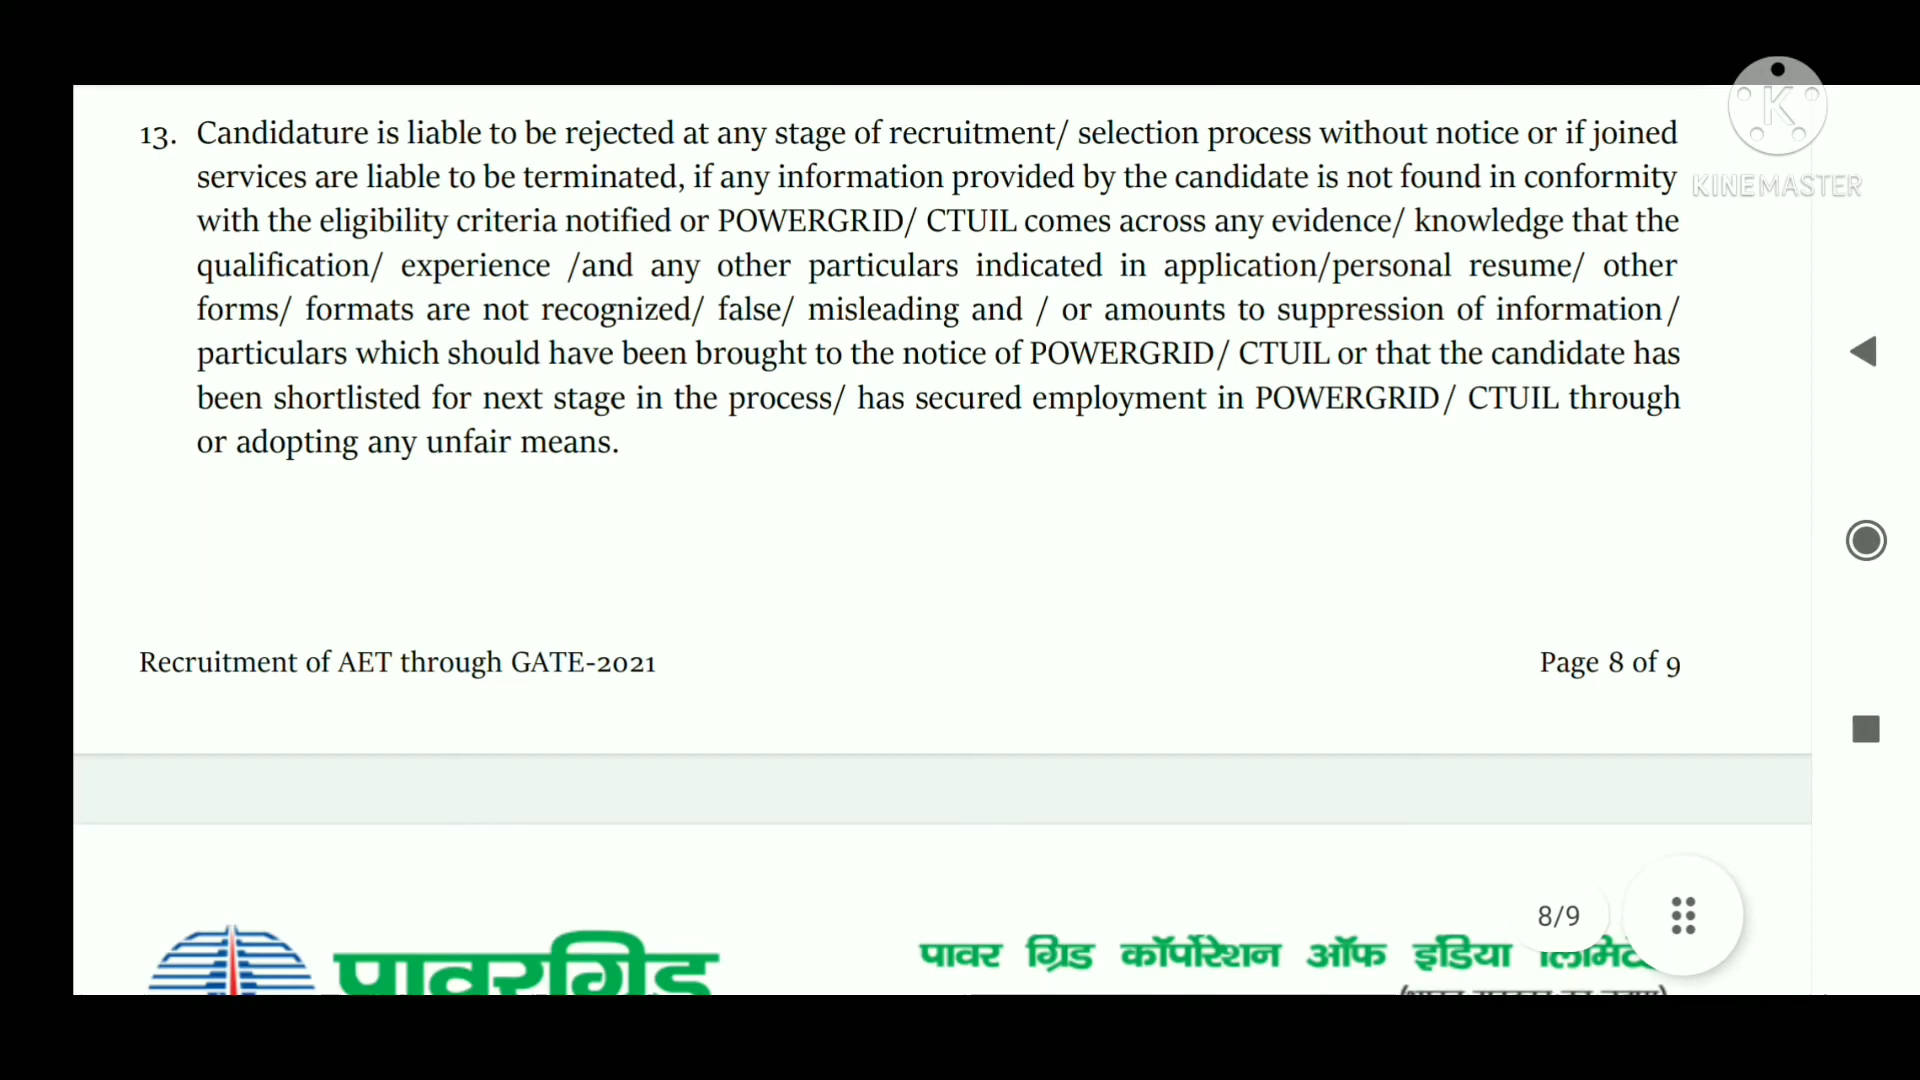 13. Candidature is liable to be rejected at any stage of recruitment/ selection process without notice or if joined
services are liable to be terminated, if any information provided by the candidate is not found in conformity
with the eligibility criteria notified or POWERGRID/ CTUIL comes across any evidence/ knowledge that the
qualification/ experience /and any other particulars indicated in application/personal resume/ other
forms/ formats are not recognized/ false/ misleading and / or amounts to suppression of information/
particulars which should have been brought to the notice of POWERGRID/ CTUIL or that the candidate has
been shortlisted for next stage in the process/ has secured employment in POWERGRID/ CTUIL through
or adopting any unfair means.
K
KINEMASTER
Recruitment of AET through GATE-2021 Page 8 of 9
8/9
पावरग्रिड
पावर ग्रिड कॉर्पोरेशन ऑफ इंडिया